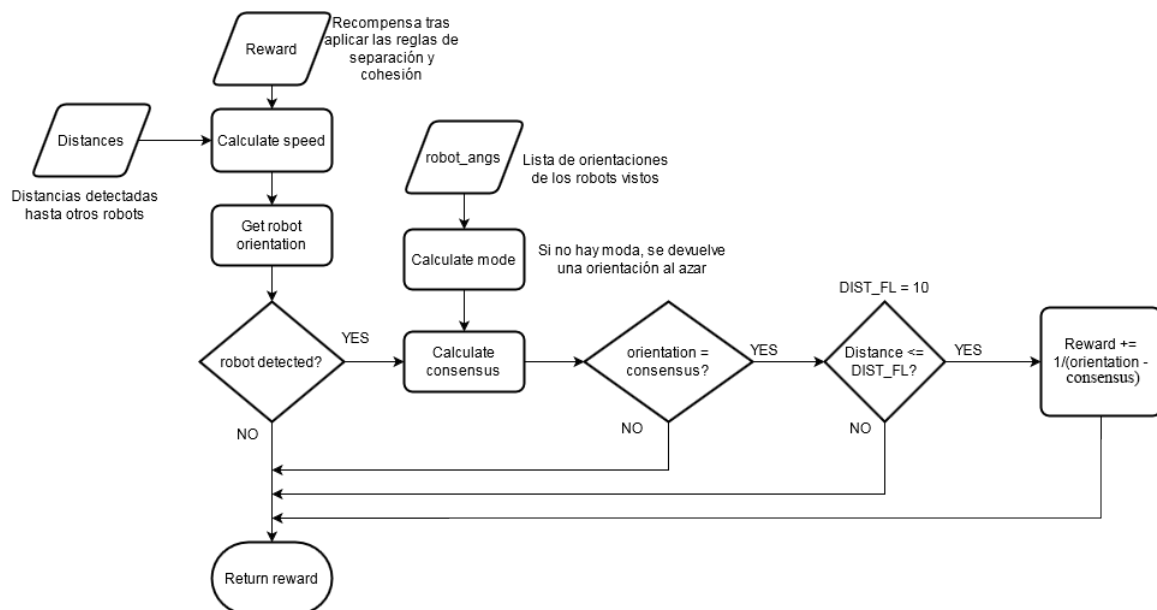 Reward
Recompensa tras
aplicar las reglas de
separación y
cohesión
Distances
Calculate speed
Distancias detectadas
hasta otros robots
robot_angs
Lista de orientaciones
de los robots vistos
Get robot
orientation
Calculate mode
Si no hay moda, se devuelve
una orientación al azar
robot detected?
YES
NO
Calculate
consensus
orientation =
consensus?
YES
NO
DIST_FL = 10
Distance <=
DIST_FL?
YES
NO
Reward +=
1/(orientation -
consensus)
Return reward